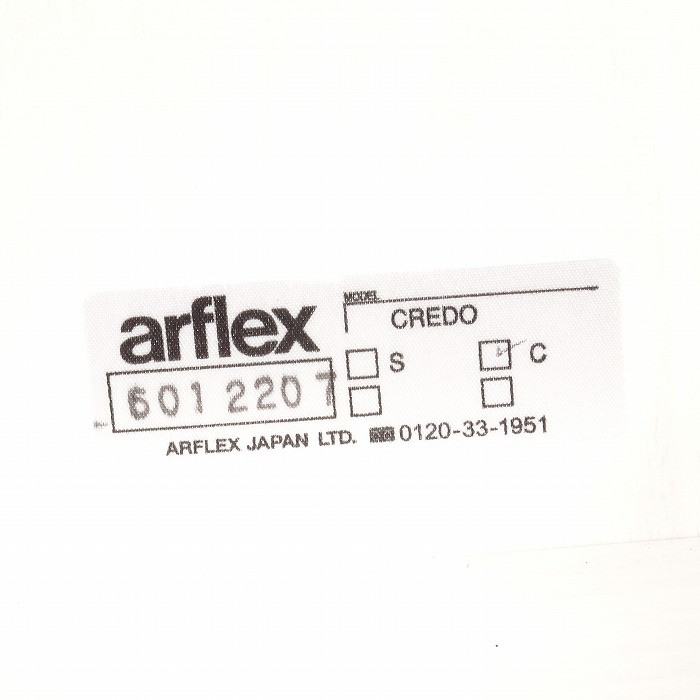 arflex
MODEL
CREDO
S C
601 2207
ARFLEX JAPAN LTD. 0120-33-1951